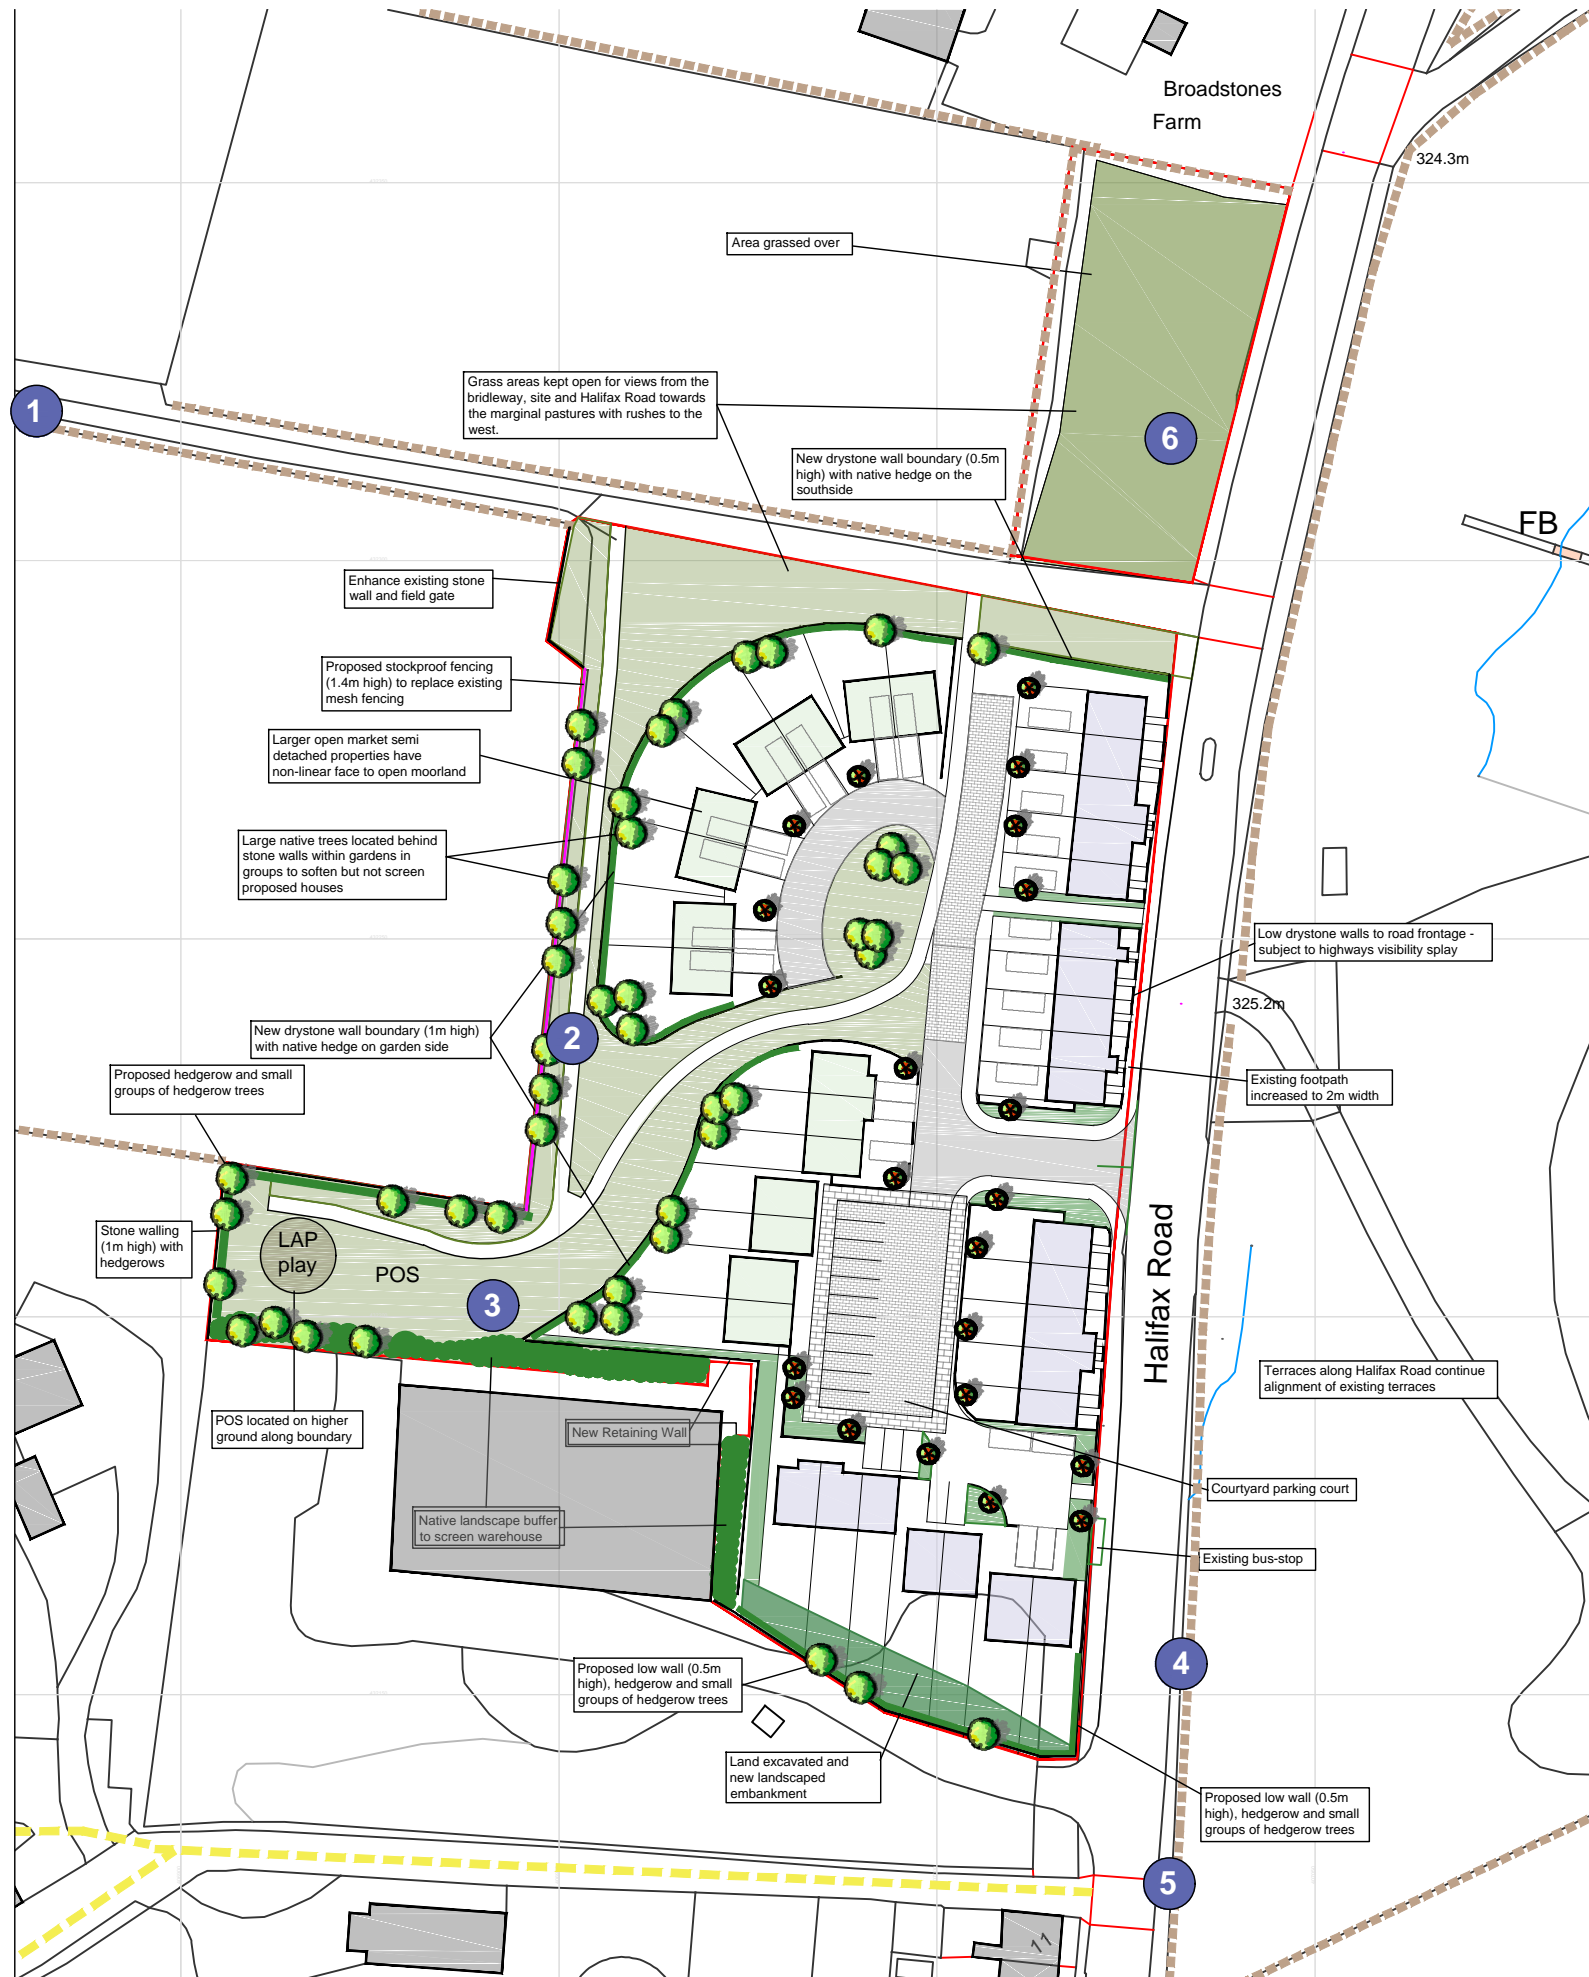 Broadstones
Farm
324.3m
Area grassed over
Grass areas kept open for views from the
bridleway, site and Halifax Road towards
the marginal pastures with rushes to the
west.
1
6
New drystone wall boundary (0.5m
high) with native hedge on the
southside
FB
Enhance existing stone
wall and field gate
Proposed stockproof fencing
(1.4m high) to replace existing
mesh fencing
Larger open market semi
detached properties have
non-linear face to open moorland
Large native trees located behind
stone walls within gardens in
groups to soften but not screen
proposed houses
Low drystone walls to road frontage -
subject to highways visibility splay
325.2m
New drystone wall boundary (1m high)
with native hedge on garden side
2
Proposed hedgerow and small
groups of hedgerow trees
Existing footpath
increased to 2m width
Stone walling
(1m high) with
hedgerows
LAP
play
POS
3
Halifax Road
Terraces along Halifax Road continue
alignment of existing terraces
POS located on higher
ground along boundary
New Retaining Wall
Courtyard parking court
Native landscape buffer
to screen warehouse
Existing bus-stop
4
Proposed low wall (0.5m
high), hedgerow and small
groups of hedgerow trees
Land excavated and
new landscaped
embankment
Proposed low wall (0.5m
high), hedgerow and small
groups of hedgerow trees
5
11